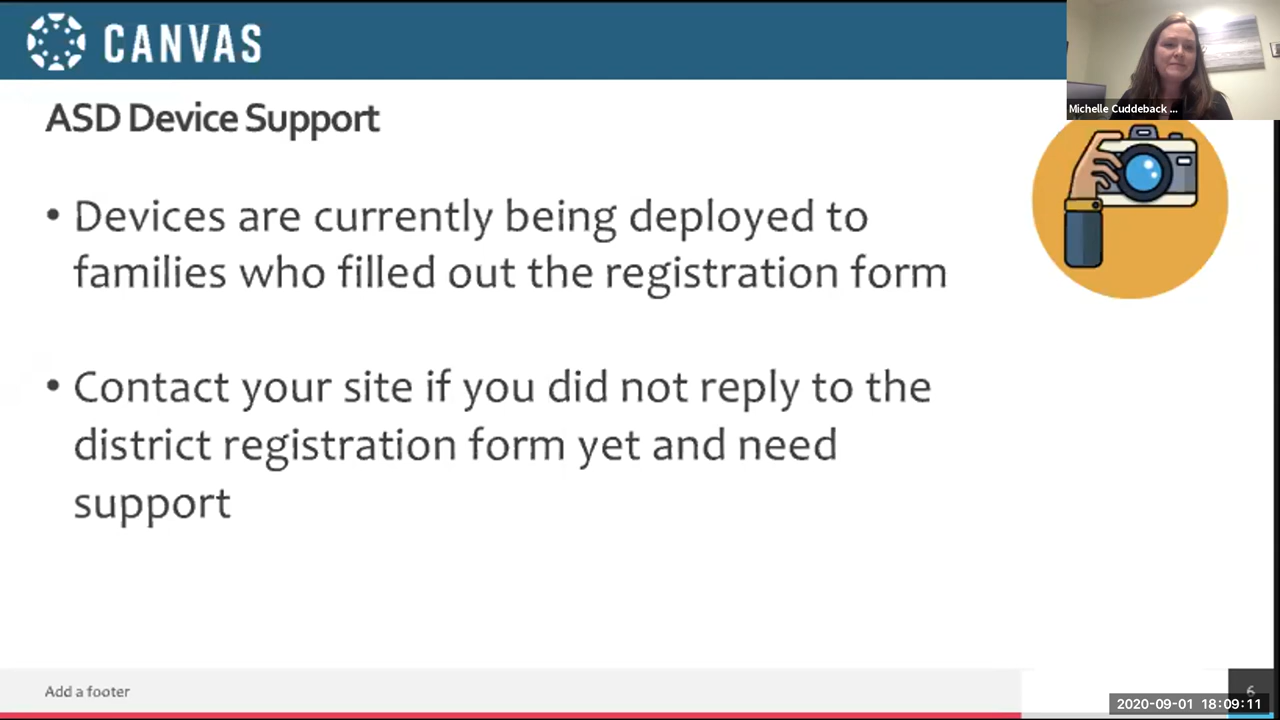 CANVAS
Michelle Cuddeback ...
ASD Device Support
• Devices are currently being deployed to
families who filled out the registration form
• Contact your site if you did not reply to the
district registration form yet and need
support
Add a footer
6
2020-09-01 18:09:11